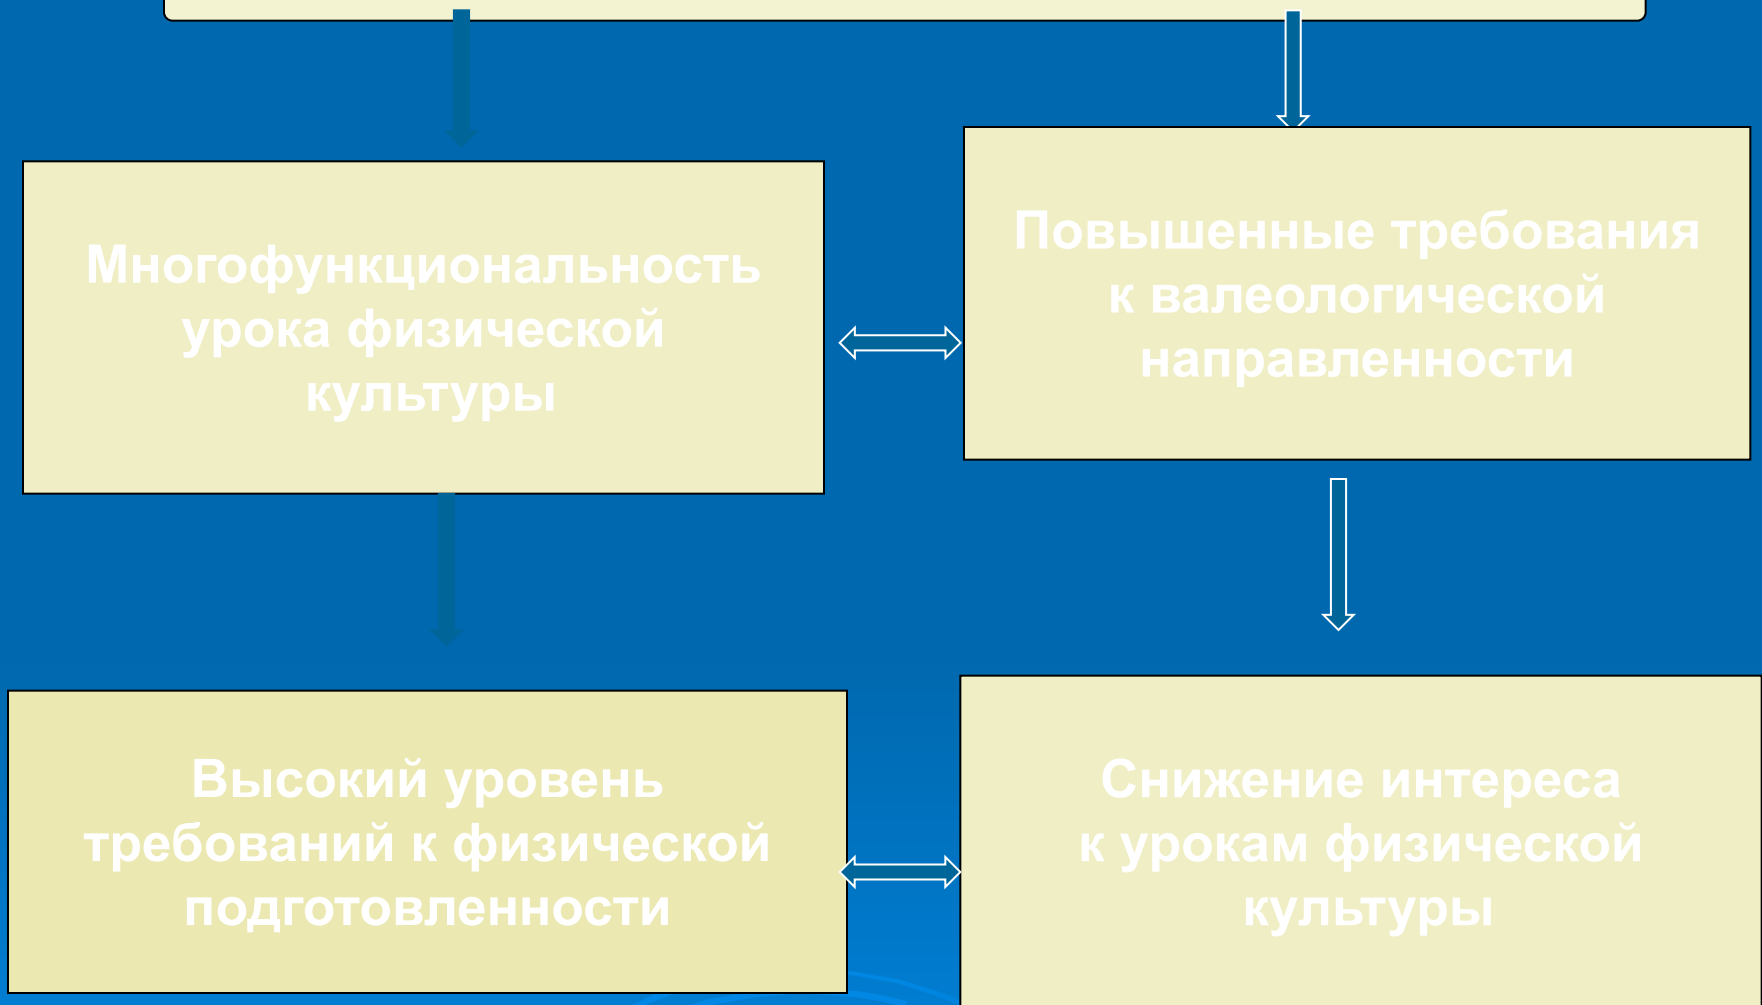 Многофункциональность
урока физической
культуры
Повышенные требования
к валеологической
направленности
Высокий уровень
требований к физической
подготовленности
Снижение интереса
к урокам физической
культуры